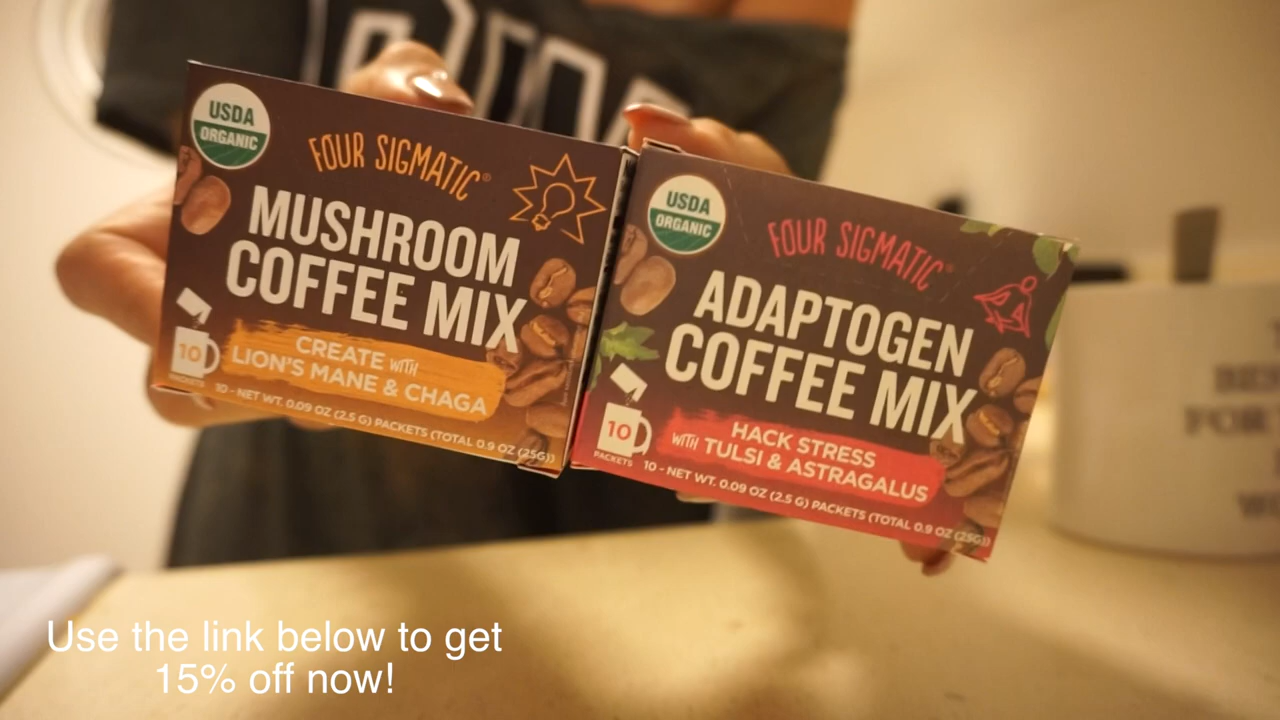 USDA
ORGANIC
FOUR SIGMATIC®
MUSHROOM
COFFEE MIX
CREATE WITH
LION'S MANE & CHAGA
10
PACKETS
10 - NET WT. 0.09 OZ (2.5 G) PACKETS (TOTAL 0.9 OZ (25G))
USDA
ORGANIC
FOUR SIGMATIC®
ADAPTOGEN
COFFEE MIX
HACK STRESS
WITH TULSI & ASTRAGALUS
10
PACKETS
10 - NET WT. 0.09 OZ (2.5 G) PACKETS (TOTAL 0.9 OZ (25G))
Use the link below to get
15% off now!